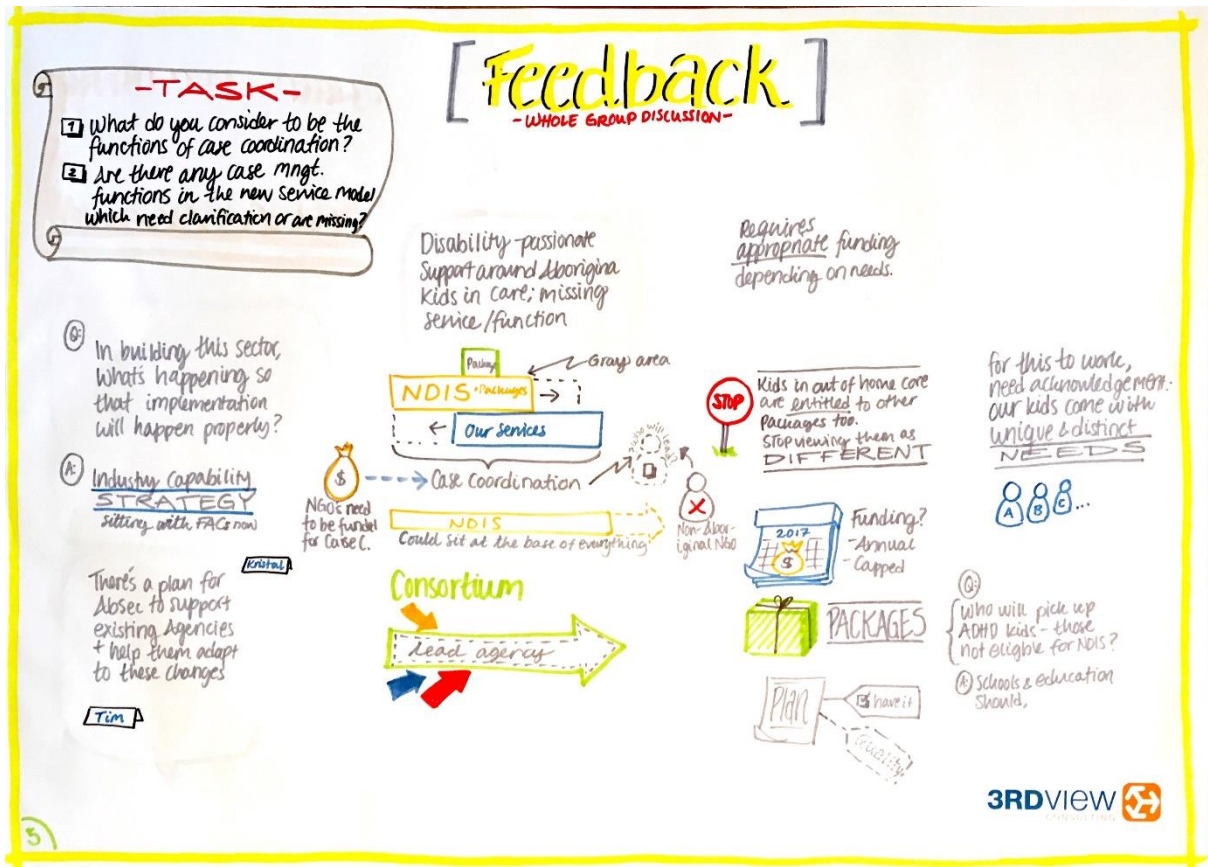 [Feedback]
- WHOLE GROUP DISCUSSION -
- TASK -
1 What do you consider to be the
functions of case coordination?
2 Are there any case mngt.
functions in the new service model
which need clarification or are missing?
Q: In building this sector,
what's happening so
that implementation
will happen properly?
A: Industry Capability
STRATEGY
sitting with FACs now
Kristal
There's a plan for
Absec to support
existing Agencies
+ help them adapt
to these changes
Tim
Disability - passionate
Support around Aborigina
kids in care; missing
service/function
Package
Gray area
NDIS + Packages
Our Services
Case Coordination
Who will lead?
$
NGO's need
to be funded
for Case C.
NDIS
Could sit at the base of everything
Non-Abor-
iginal NGO
Consortium
Lead agency
Requires
appropriate funding
depending on needs.
STOP
Kids in out of home care
are entitled to other
Packages too.
Stop viewing them as
DIFFERENT
2017
$
Funding?
- Annual
- Capped
PACKAGES
Plan
have it
Quality
for this to work,
need acknowledgement:
our kids come with
unique & distinct
NEEDS
A B C...
Q:
Who will pick up
ADHD kids - those
not eligible for NDIS?
A: Schools & education
should,
3RDVIEW
CONSULTING
5